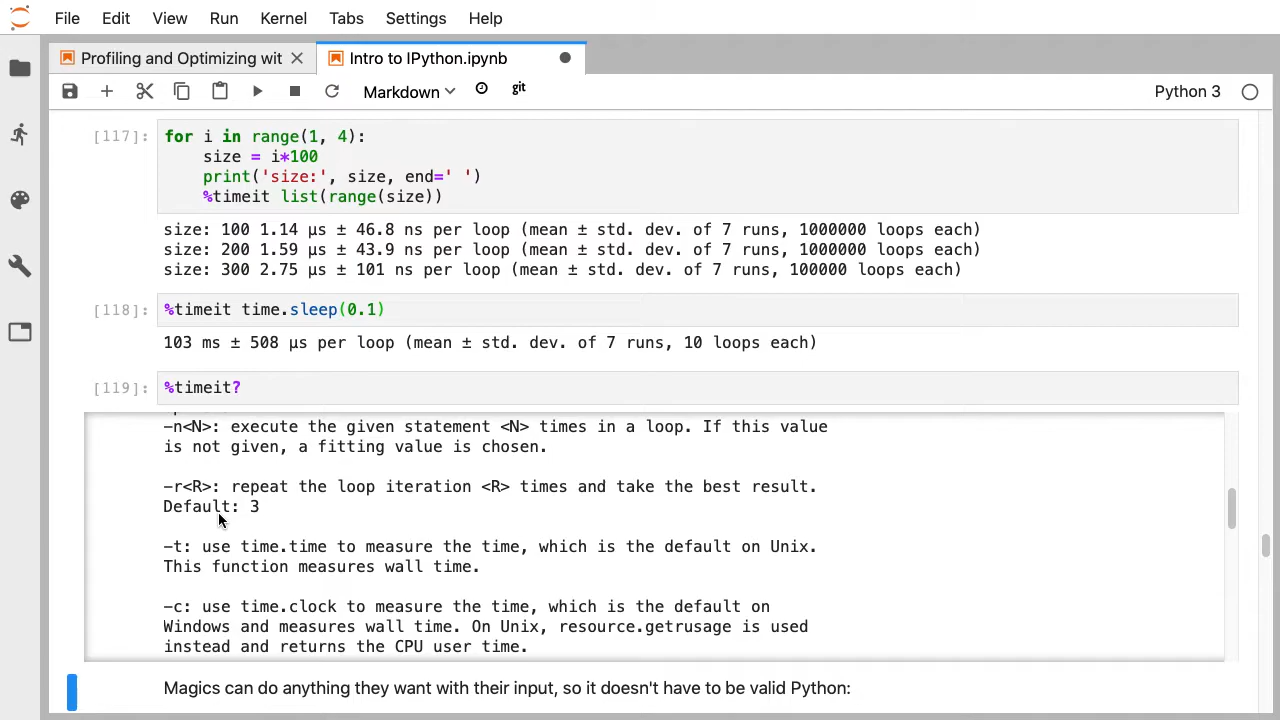 File Edit View Run Kernel Tabs Settings Help
Profiling and Optimizing wit
Intro to IPython.ipynb
Markdown
git
Python 3
[117]:
for i in range(1, 4):
    size = i*100
    print('size:', size, end=' ')
    %timeit list(range(size))
size: 100 1.14 µs ± 46.8 ns per loop (mean ± std. dev. of 7 runs, 1000000 loops each)
size: 200 1.59 µs ± 43.9 ns per loop (mean ± std. dev. of 7 runs, 1000000 loops each)
size: 300 2.75 µs ± 101 ns per loop (mean ± std. dev. of 7 runs, 100000 loops each)
[118]: %timeit time.sleep(0.1)
103 ms ± 508 µs per loop (mean ± std. dev. of 7 runs, 10 loops each)
[119]: %timeit?
-n<N>: execute the given statement <N> times in a loop. If this value
is not given, a fitting value is chosen.
-r<R>: repeat the loop iteration <R> times and take the best result.
Default: 3
-t: use time.time to measure the time, which is the default on Unix.
This function measures wall time.
-c: use time.clock to measure the time, which is the default on
Windows and measures wall time. On Unix, resource.getrusage is used
instead and returns the CPU user time.
Magics can do anything they want with their input, so it doesn't have to be valid Python: